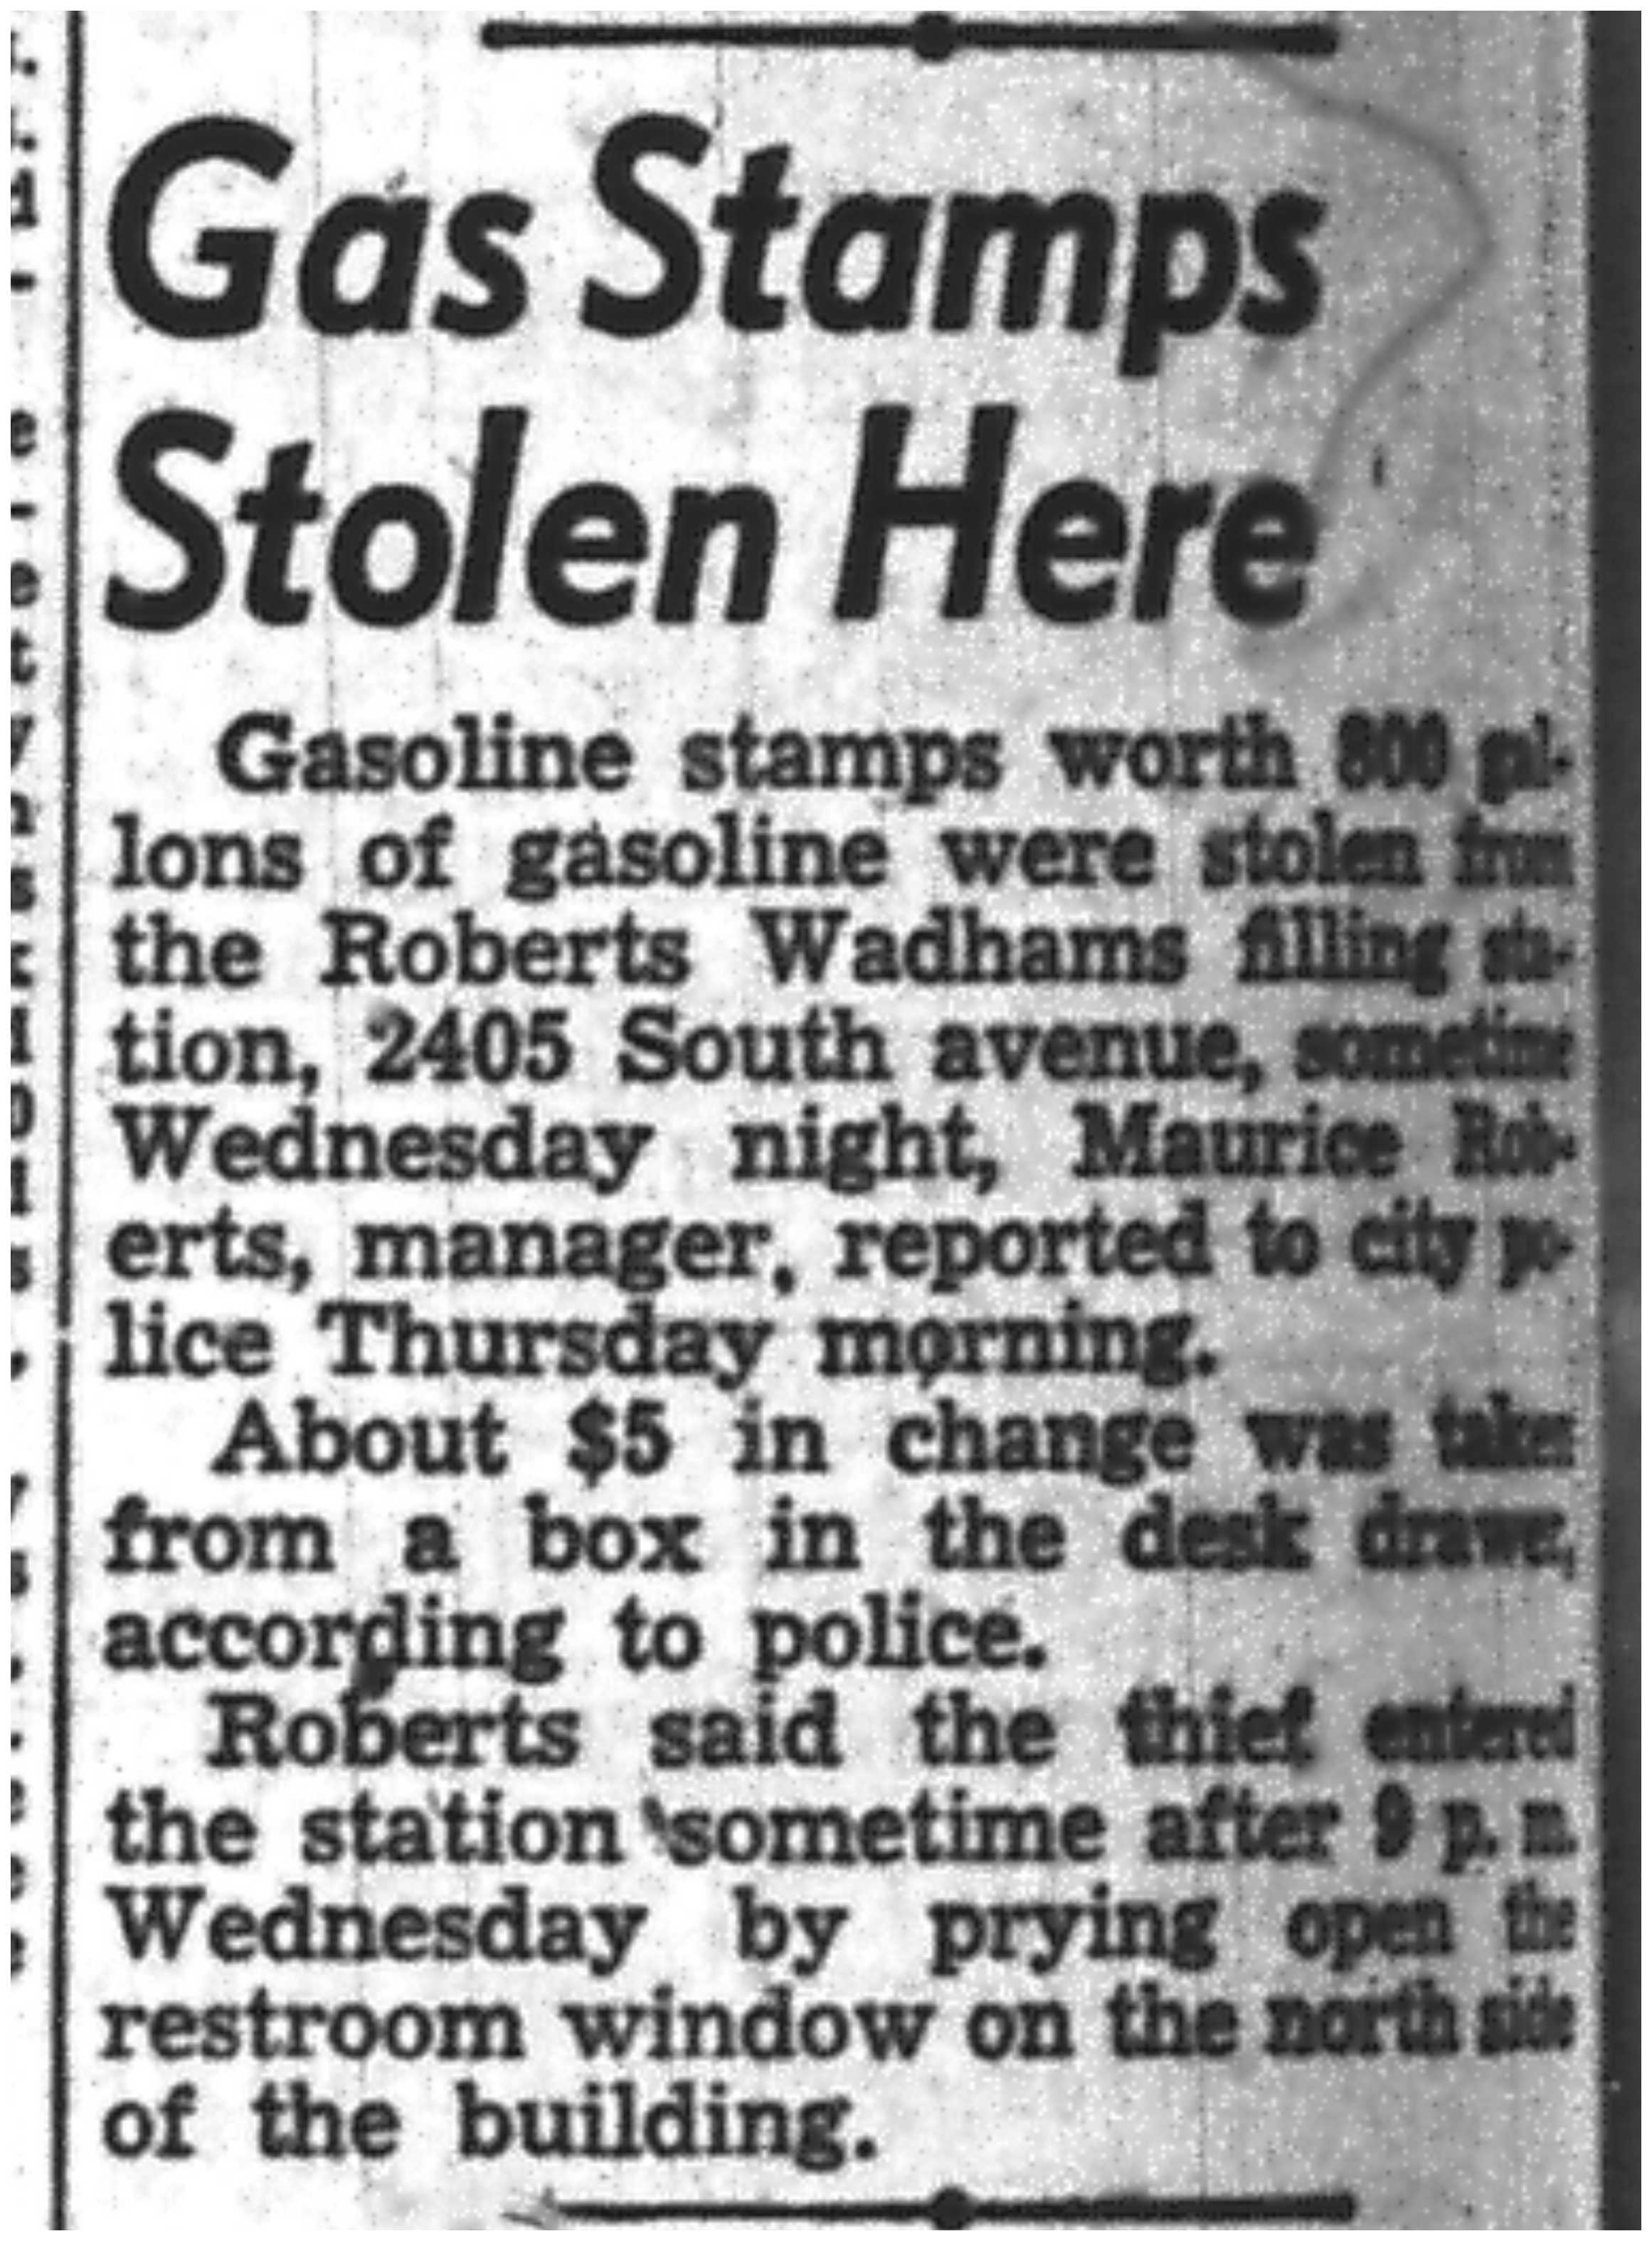 Gas Stamps
Stolen Here
Gasoline stamps worth 800 gal-
lons of gasoline were stolen from
the Roberts Wadhams filling sta-
tion, 2405 South avenue, sometime
Wednesday night, Maurice Rob-
erts, manager, reported to city po-
lice Thursday morning.
About $5 in change was taken
from a box in the desk drawer,
according to police.
Roberts said the thief entered
the station sometime after 9 p. m.
Wednesday by prying open the
restroom window on the north side
of the building.